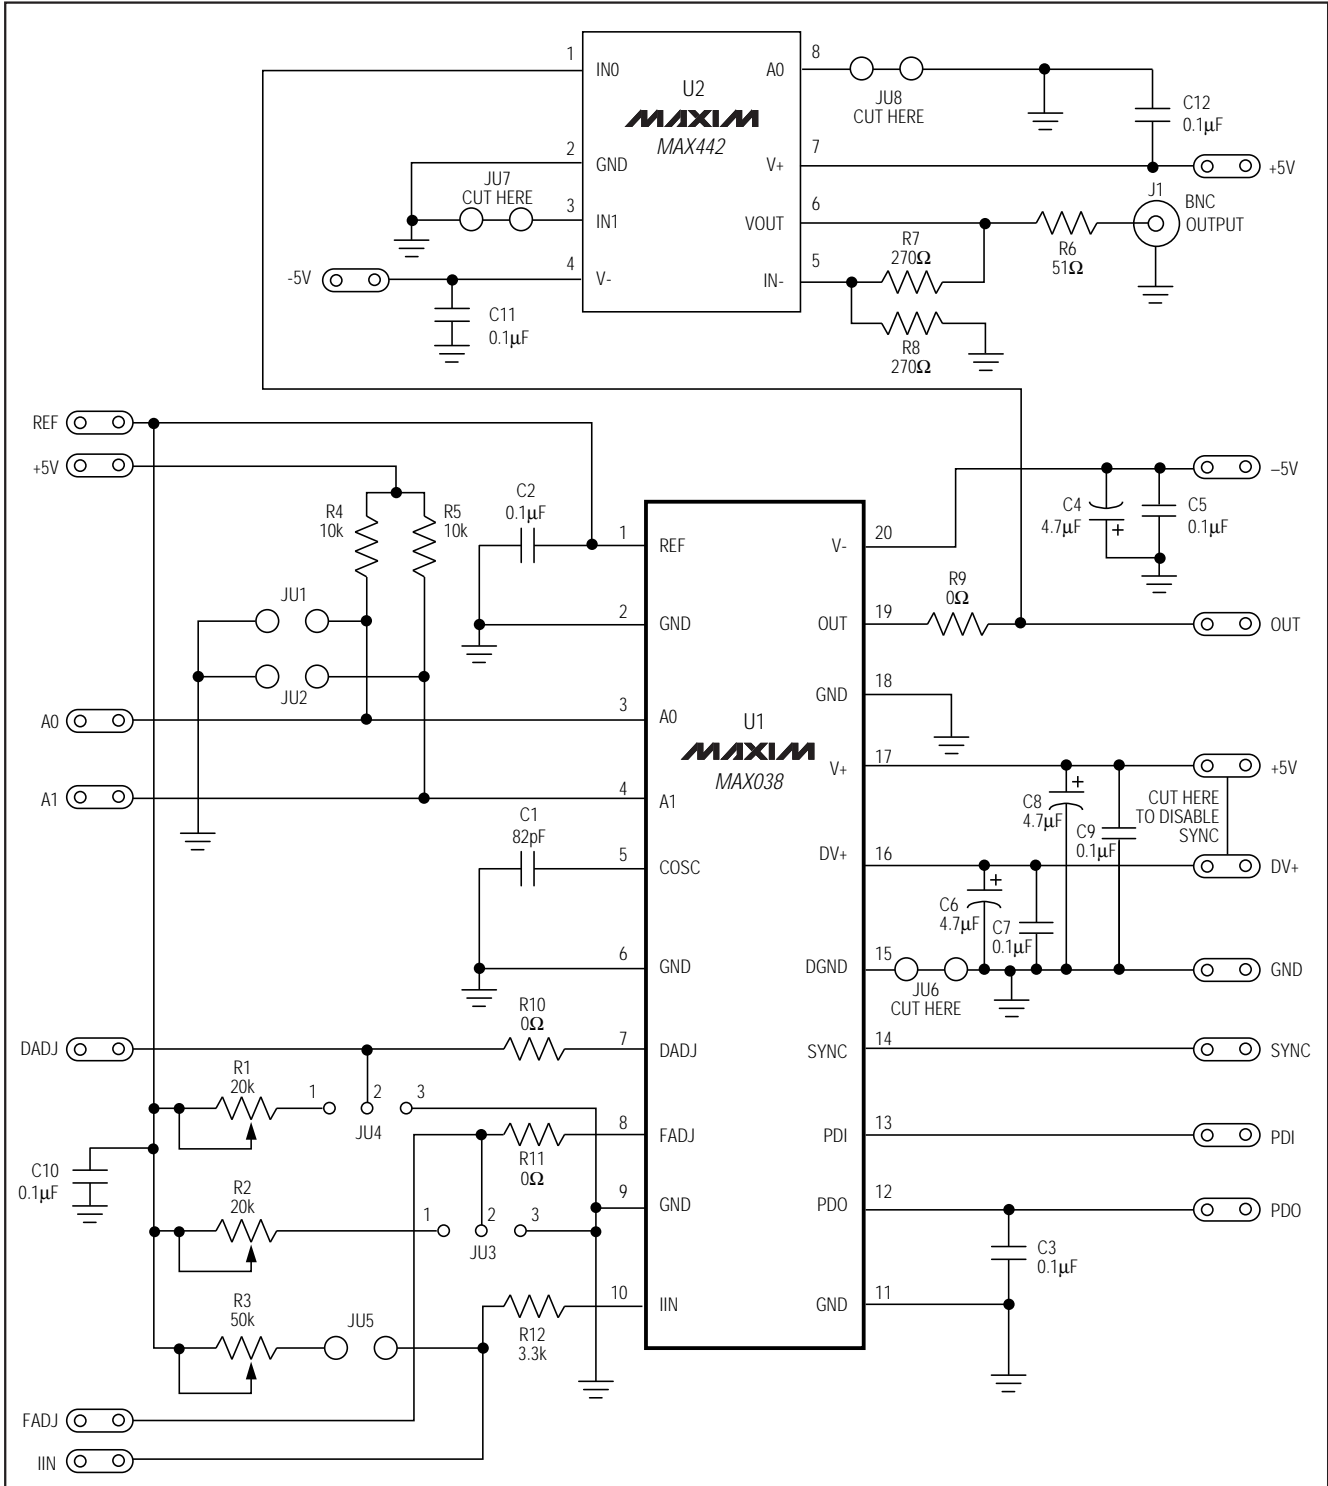 1
IN0
U2
MAXIM
MAX442
A0
8
JU8
CUT HERE
C12
0.1µF
2
GND
V+
7
+5V
JU7
CUT HERE
3
IN1
VOUT
6
J1
BNC
OUTPUT
R6
51Ω
-5V
4
V-
IN-
5
R7
270Ω
C11
0.1µF
R8
270Ω
REF
+5V
R4
10k
R5
10k
C2
0.1µF
1
REF
V-
20
C4
4.7µF
+
C5
0.1µF
–5V
JU1
JU2
2
GND
OUT
19
R9
0Ω
OUT
GND
18
A0
3
A0
U1
MAXIM
MAX038
V+
17
+5V
A1
4
A1
C8
4.7µF
+
C9
0.1µF
CUT HERE
TO DISABLE
SYNC
C1
82pF
5
COSC
DV+
16
DV+
C6
4.7µF
+
C7
0.1µF
6
GND
DGND
15
JU6
CUT HERE
GND
DADJ
R10
0Ω
7
DADJ
SYNC
14
SYNC
R1
20k
1
2
3
JU4
8
FADJ
R11
0Ω
PDI
13
PDI
C10
0.1µF
R2
20k
1
2
3
JU3
9
GND
PDO
12
PDO
C3
0.1µF
R3
50k
JU5
R12
3.3k
10
IIN
GND
11
FADJ
IIN